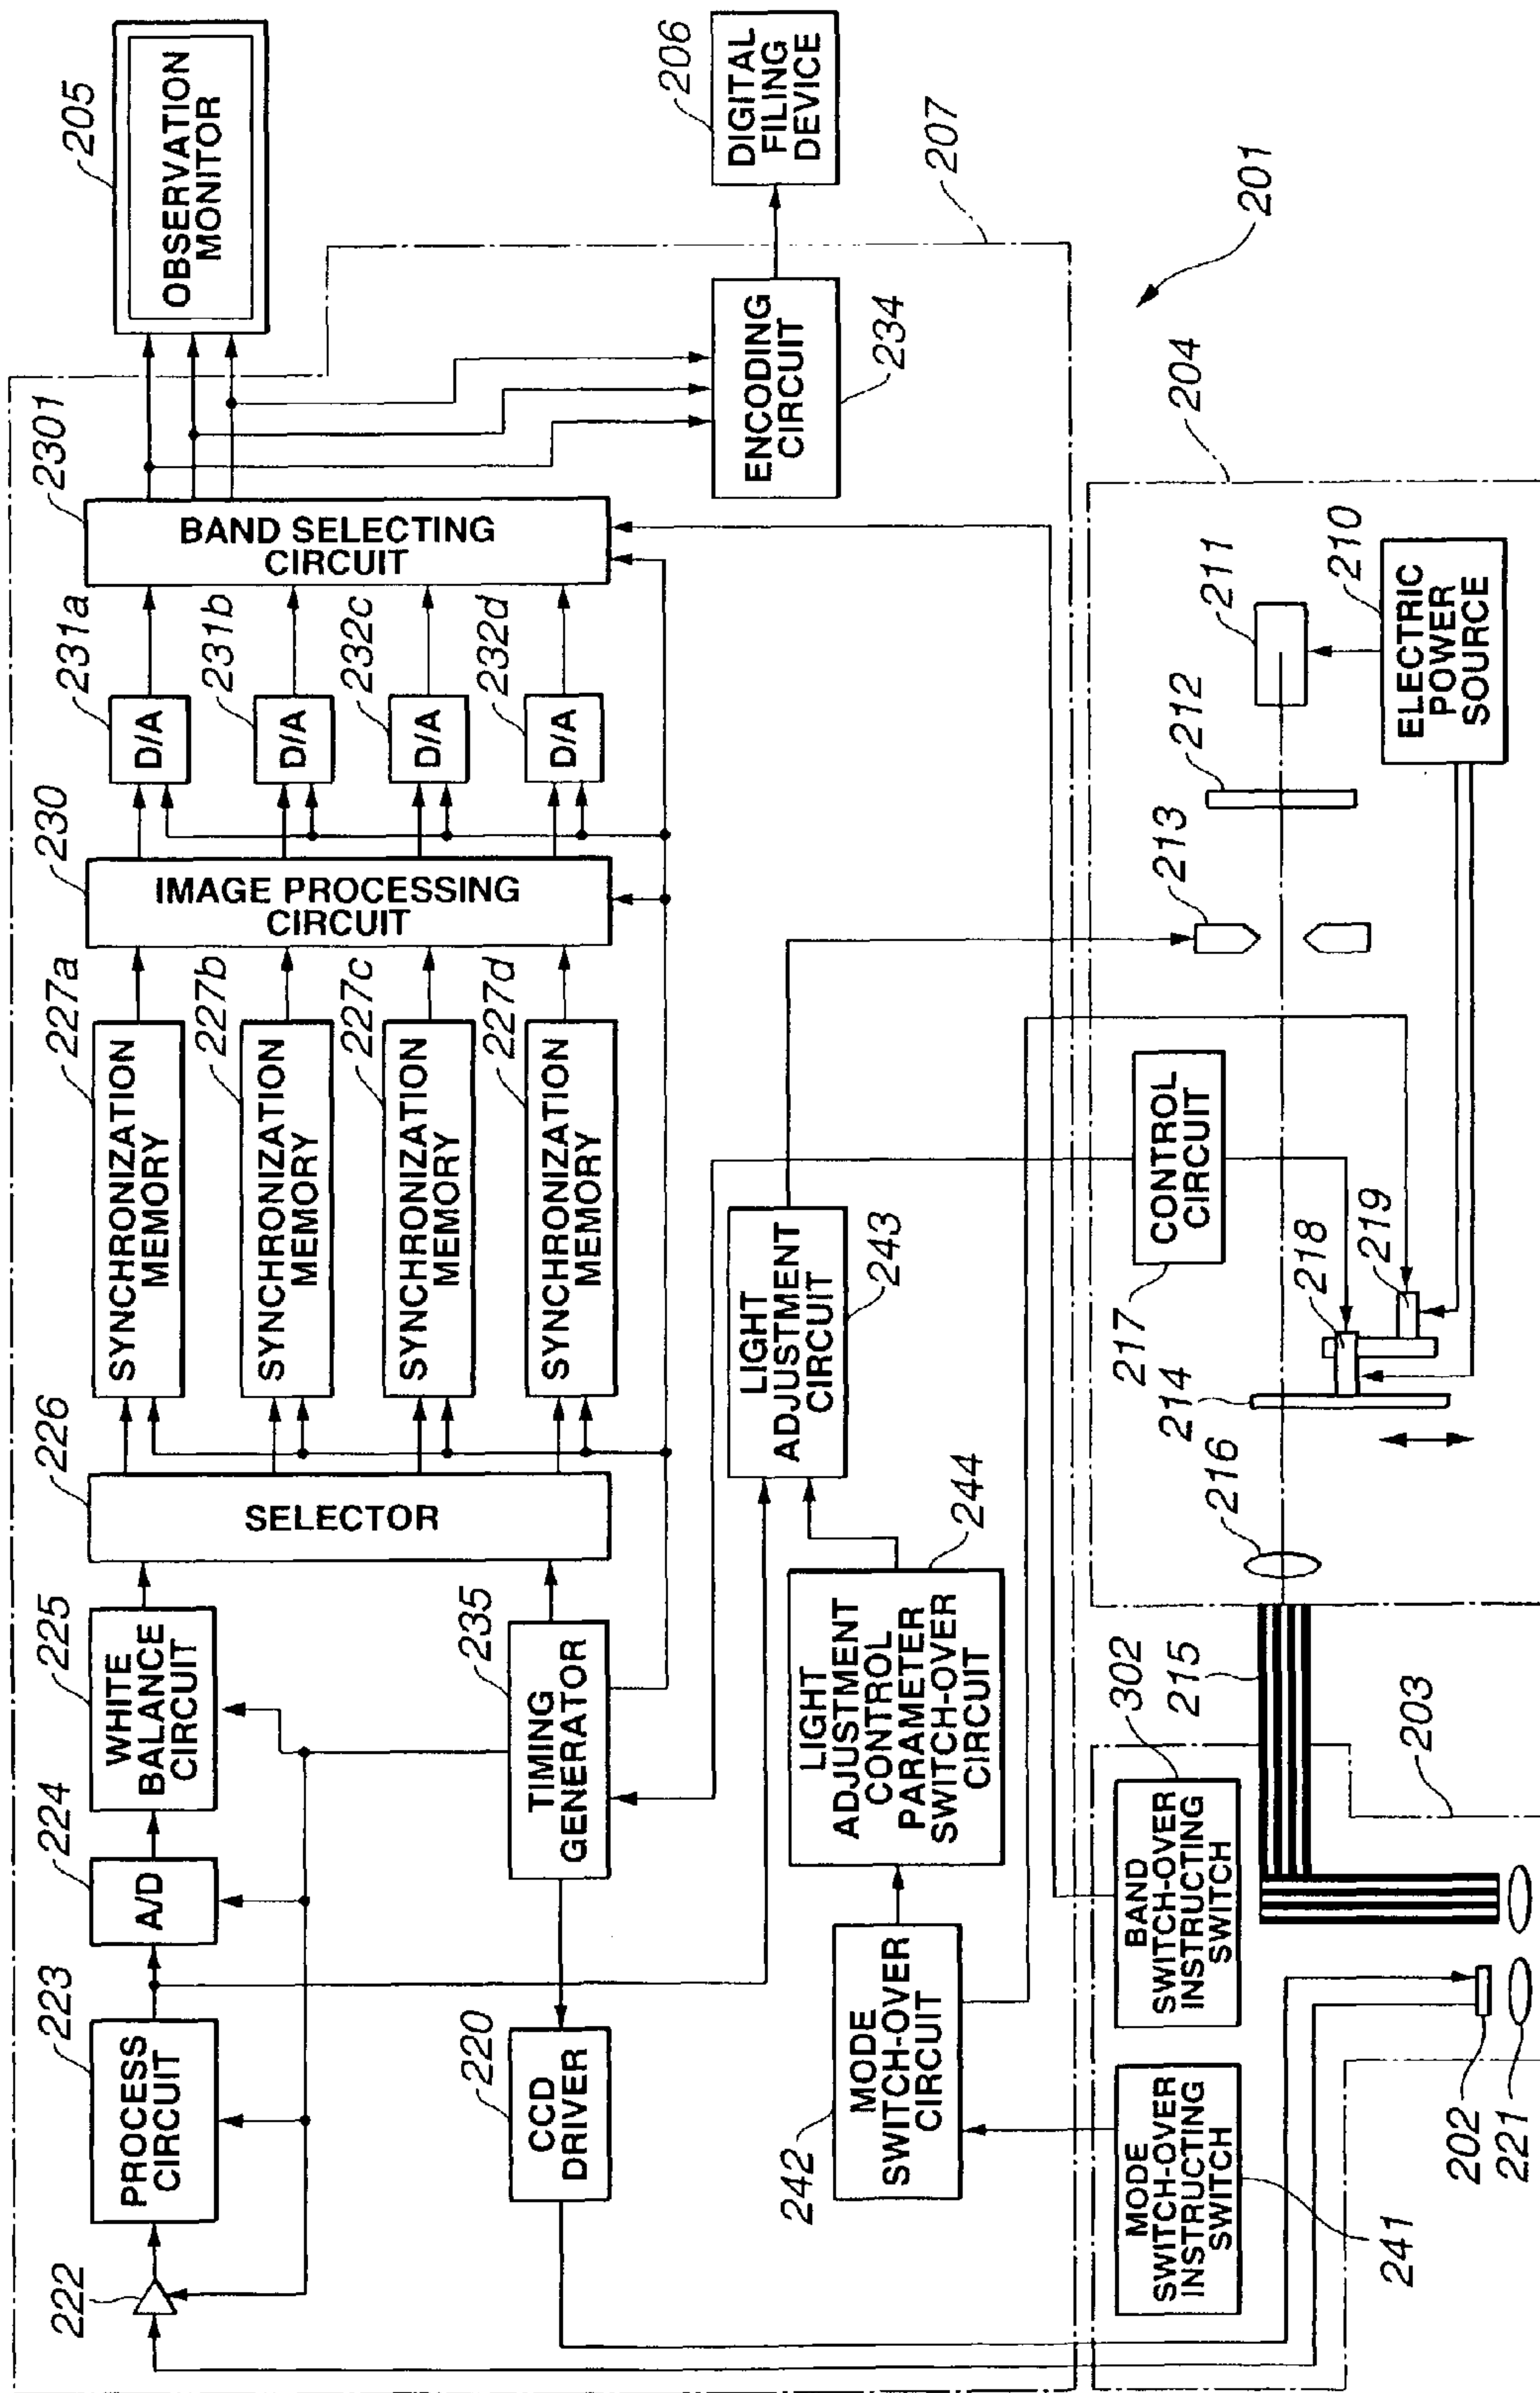 205
OBSERVATION
MONITOR
206
DIGITAL
FILING
DEVICE
207
201
2301
BAND SELECTING
CIRCUIT
ENCODING
CIRCUIT
234
204
231a
231b
232c
232d
D/A
D/A
D/A
D/A
211
210
ELECTRIC
POWER
SOURCE
212
213
230
IMAGE PROCESSING
CIRCUIT
227a
227b
227c
227d
SYNCHRONIZATION
MEMORY
SYNCHRONIZATION
MEMORY
SYNCHRONIZATION
MEMORY
SYNCHRONIZATION
MEMORY
LIGHT
ADJUSTMENT
CIRCUIT
243
CONTROL
CIRCUIT
217
218
219
214
216
226
SELECTOR
244
LIGHT
ADJUSTMENT
CONTROL
PARAMETER
SWITCH-OVER
CIRCUIT
225
WHITE
BALANCE
CIRCUIT
235
TIMING
GENERATOR
215
302
BAND
SWITCH-OVER
INSTRUCTING
SWITCH
203
224
A/D
223
PROCESS
CIRCUIT
220
CCD
DRIVER
242
MODE
SWITCH-OVER
CIRCUIT
MODE
SWITCH-OVER
INSTRUCTING
SWITCH
241
202
221
222